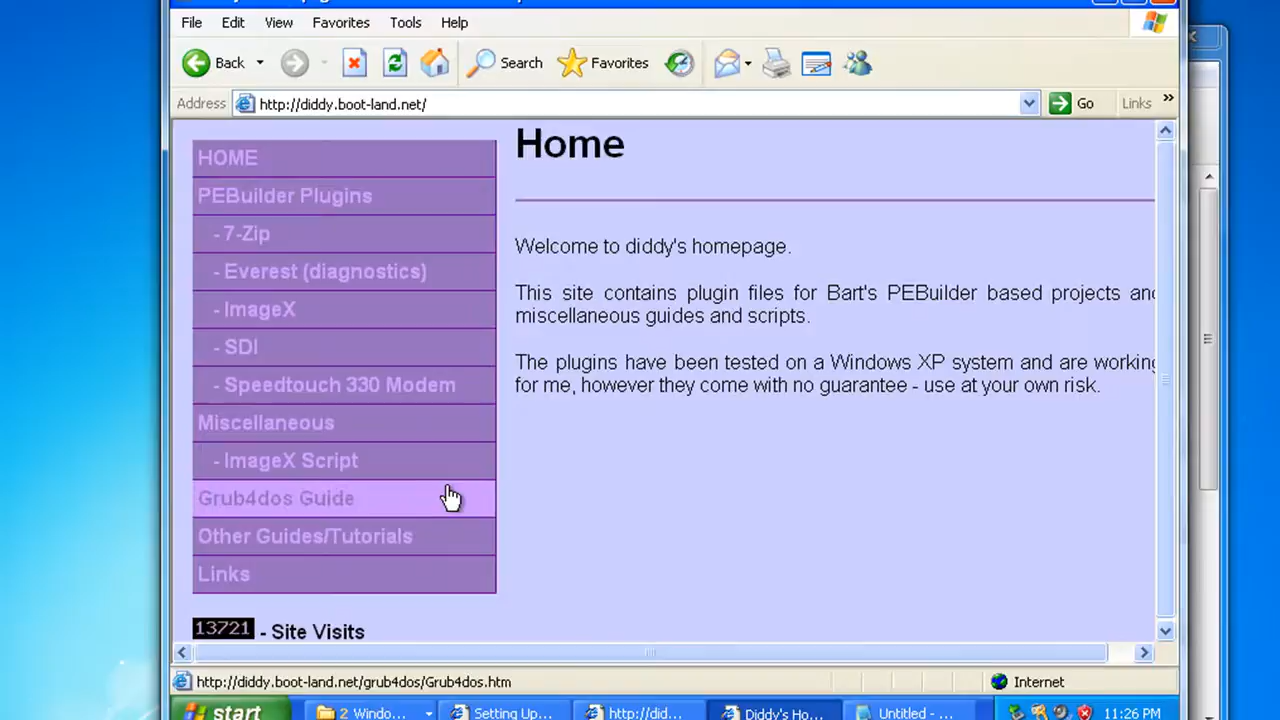 File Edit View Favorites Tools Help
Back Search Favorites
Address http://diddy.boot-land.net/ Go Links »
HOME
PEBuilder Plugins
- 7-Zip
- Everest (diagnostics)
- ImageX
- SDI
- Speedtouch 330 Modem
Miscellaneous
- ImageX Script
Grub4dos Guide
Other Guides/Tutorials
Links
13721 - Site Visits
Home
Welcome to diddy's homepage.
This site contains plugin files for Bart's PEBuilder based projects and
miscellaneous guides and scripts.
The plugins have been tested on a Windows XP system and are working
for me, however they come with no guarantee - use at your own risk.
http://diddy.boot-land.net/grub4dos/Grub4dos.htm Internet
start 2 Windo... Setting Up... http://did... Diddy's Ho... Untitled - ... 11:26 PM